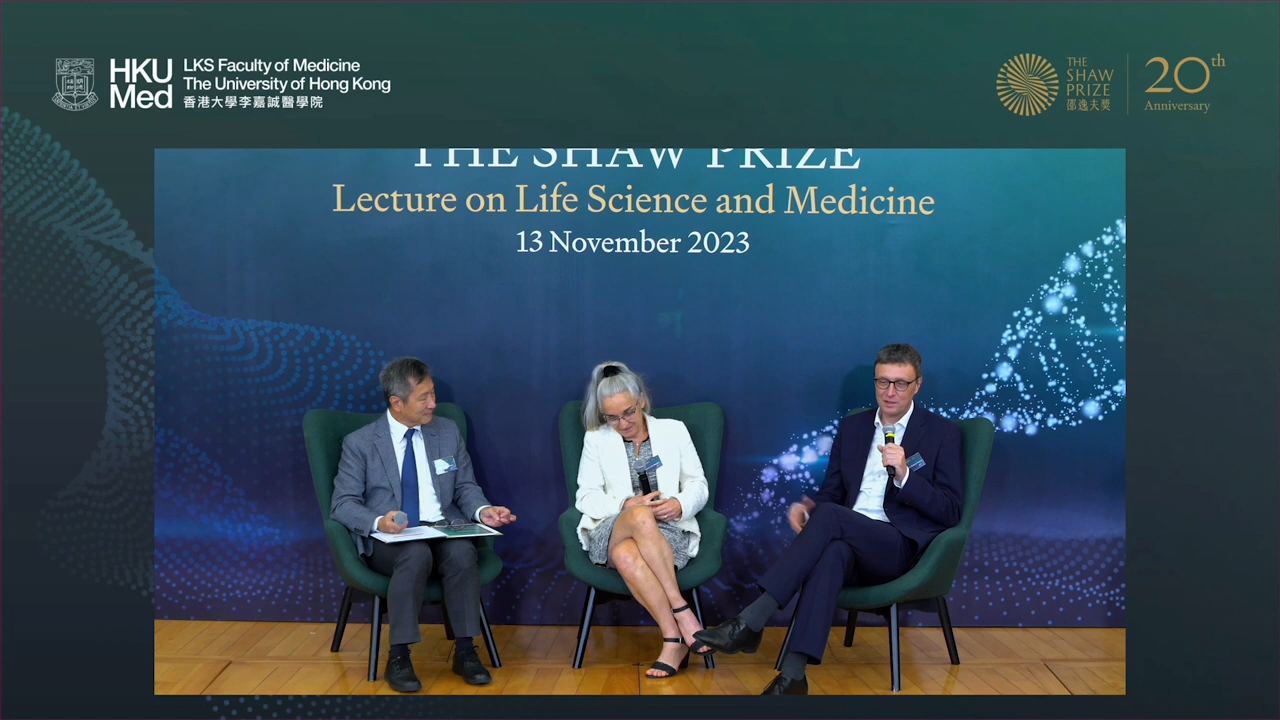 HKU
Med
LKS Faculty of Medicine
The University of Hong Kong
香港大學李嘉誠醫學院
THE
SHAW
PRIZE
邵逸夫獎
20th
Anniversary
THE SHAW PRIZE
Lecture on Life Science and Medicine
13 November 2023